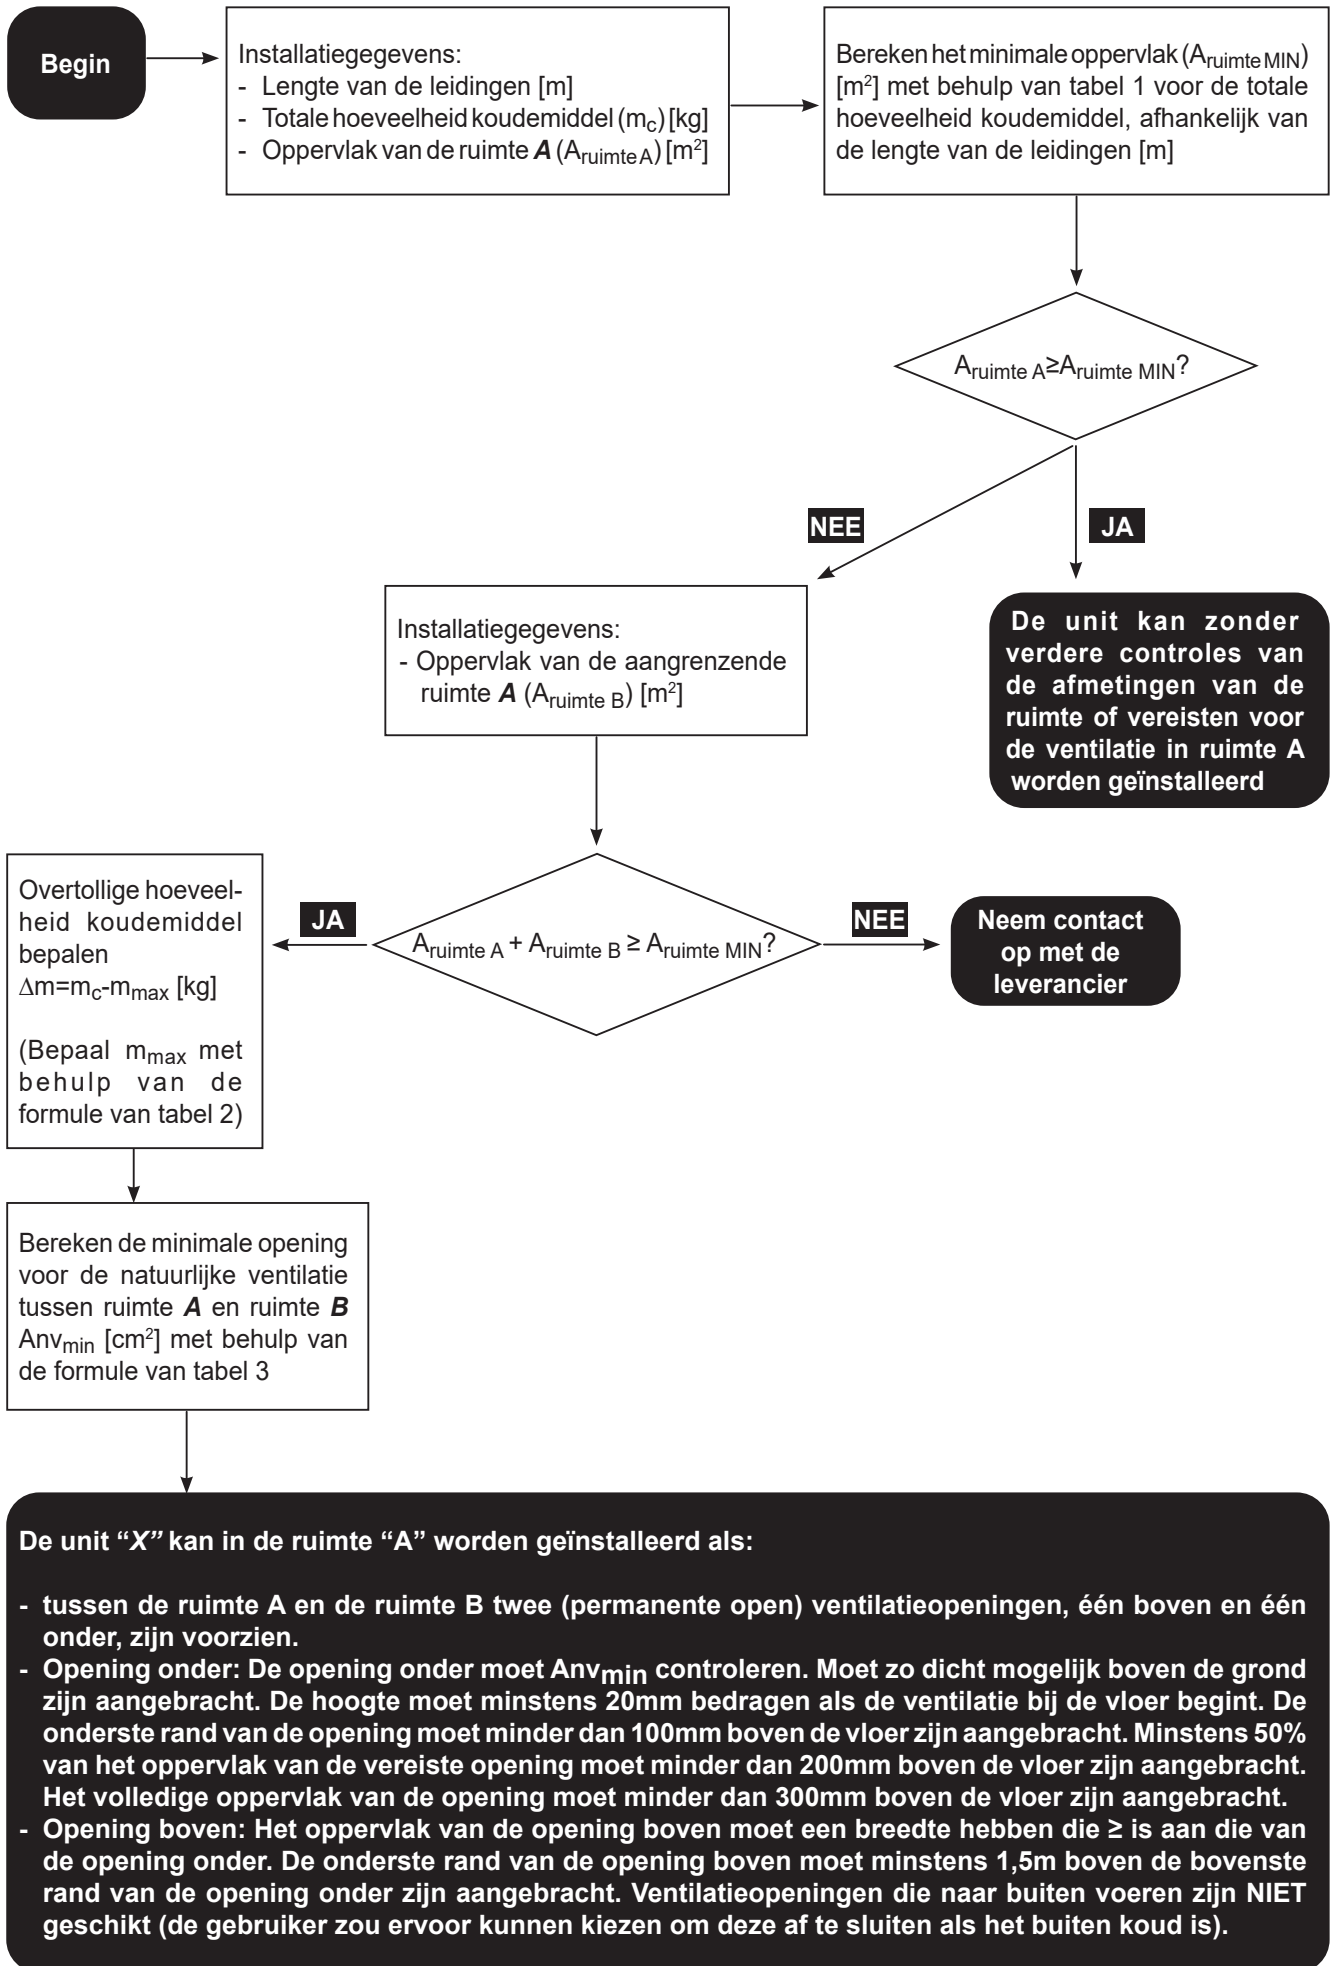 Begin
Installatiegegevens:
- Lengte van de leidingen [m]
- Totale hoeveelheid koudemiddel (mc) [kg]
- Oppervlak van de ruimte A (Aruimte A) [m²]
Bereken het minimale oppervlak (Aruimte MIN)
[m²] met behulp van tabel 1 voor de totale
hoeveelheid koudemiddel, afhankelijk van
de lengte van de leidingen [m]
Aruimte A≥Aruimte MIN?
NEE
JA
De unit kan zonder
verdere controles van
de afmetingen van de
ruimte of vereisten voor
de ventilatie in ruimte A
worden geïnstalleerd
Installatiegegevens:
- Oppervlak van de aangrenzende
ruimte A (Aruimte B) [m²]
Aruimte A + Aruimte B ≥ Aruimte MIN?
JA
NEE
Neem contact
op met de
leverancier
Overtollige hoeveel-
heid koudemiddel
bepalen
Δm=mc-mmax [kg]
(Bepaal mmax met
behulp van de
formule van tabel 2)
Bereken de minimale opening
voor de natuurlijke ventilatie
tussen ruimte A en ruimte B
Anvmin [cm²] met behulp van
de formule van tabel 3
De unit “X” kan in de ruimte “A” worden geïnstalleerd als:
- tussen de ruimte A en de ruimte B twee (permanente open) ventilatieopeningen, één boven en één
onder, zijn voorzien.
- Opening onder: De opening onder moet Anvmin controleren. Moet zo dicht mogelijk boven de grond
zijn aangebracht. De hoogte moet minstens 20mm bedragen als de ventilatie bij de vloer begint. De
onderste rand van de opening moet minder dan 100mm boven de vloer zijn aangebracht. Minstens 50%
van het oppervlak van de vereiste opening moet minder dan 200mm boven de vloer zijn aangebracht.
Het volledige oppervlak van de opening moet minder dan 300mm boven de vloer zijn aangebracht.
- Opening boven: Het oppervlak van de opening boven moet een breedte hebben die ≥ is aan die van
de opening onder. De onderste rand van de opening boven moet minstens 1,5m boven de bovenste
rand van de opening onder zijn aangebracht. Ventilatieopeningen die naar buiten voeren zijn NIET
geschikt (de gebruiker zou ervoor kunnen kiezen om deze af te sluiten als het buiten koud is).